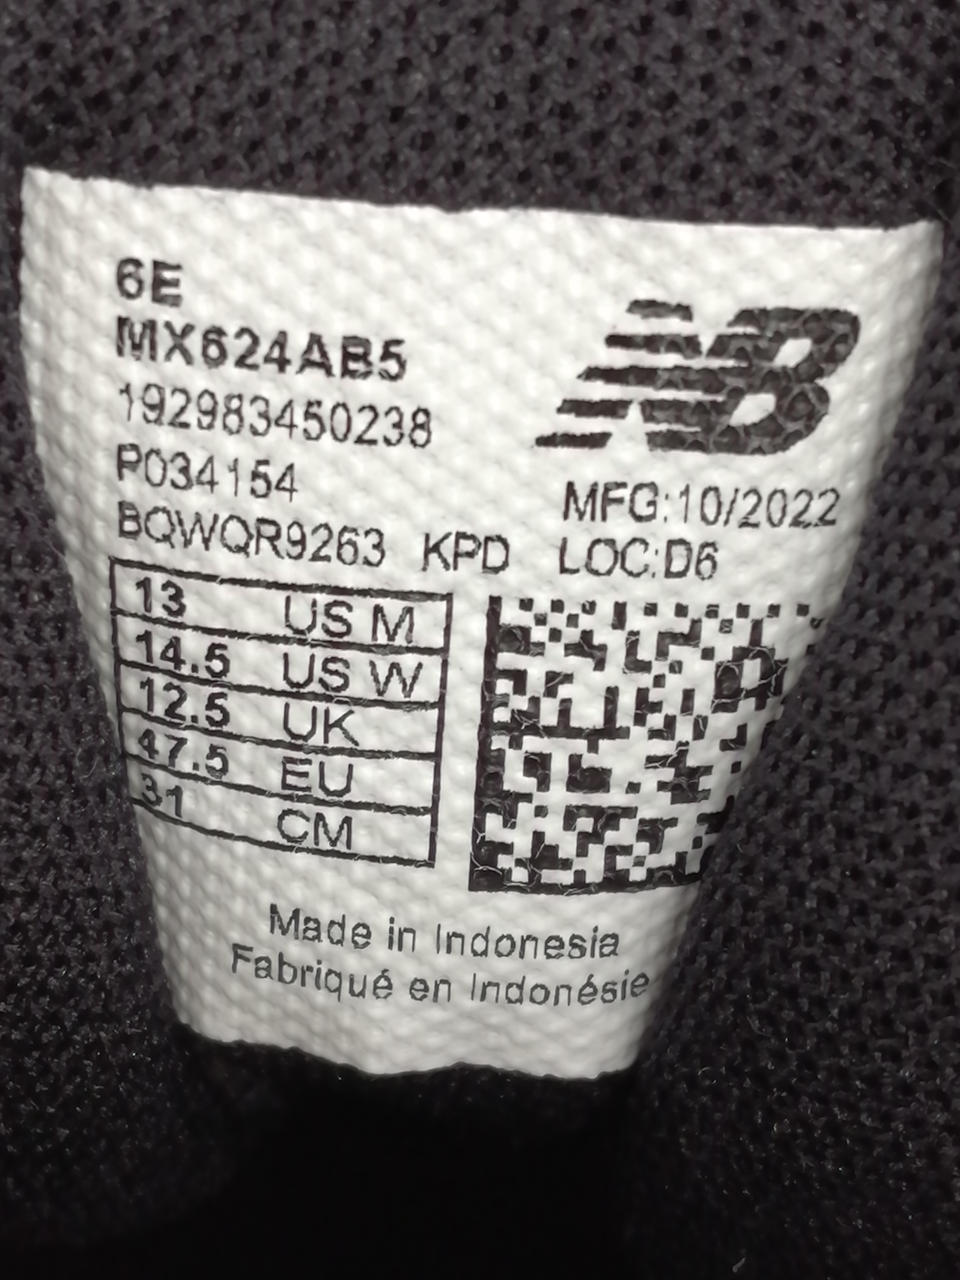 6E
MX624AB5
192983450238
P034154
BQWQR9263 KPD
NB
MFG:10/2022
LOC:D6
13 US M
14.5 US W
12.5 UK
47.5 EU
31 CM
Made in Indonesia
Fabriqué en Indonésie